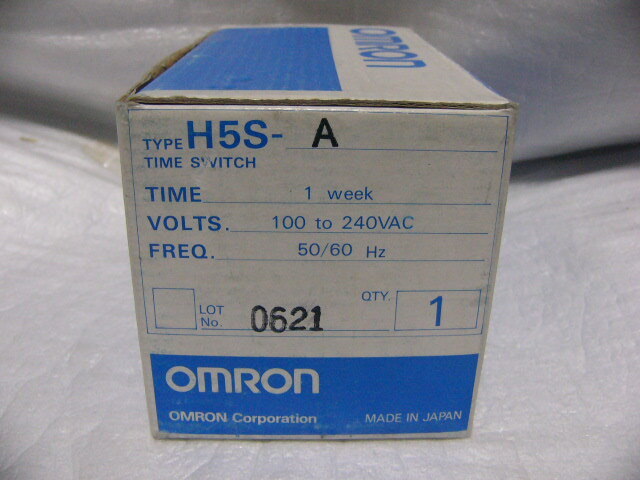 OMRON
TYPE H5S- A
TIME SWITCH
TIME 1 week
VOLTS. 100 to 240VAC
FREQ. 50/60 Hz
LOT No. 0621 QTY. 1
OMRON
OMRON Corporation MADE IN JAPAN